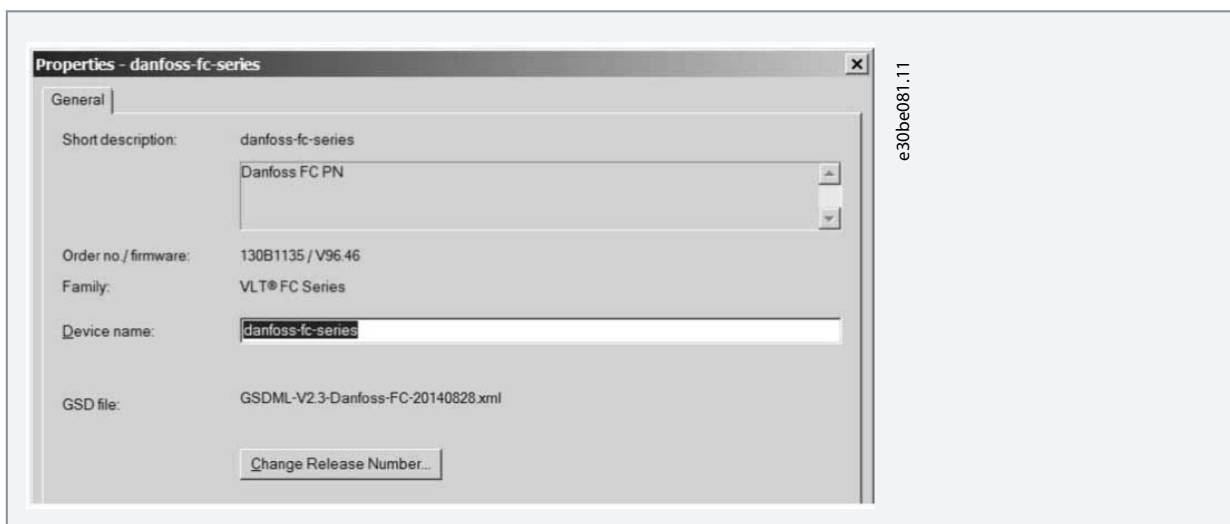 Properties - danfoss-fc-series
General
Short description: danfoss-fc-series
Danfoss FC PN
Order no./ firmware: 130B1135 / V96.46
Family: VLT® FC Series
Device name: danfoss-fc-series
GSD file: GSDML-V2.3-Danfoss-FC-20140828.xml
Change Release Number...
e30be081.11